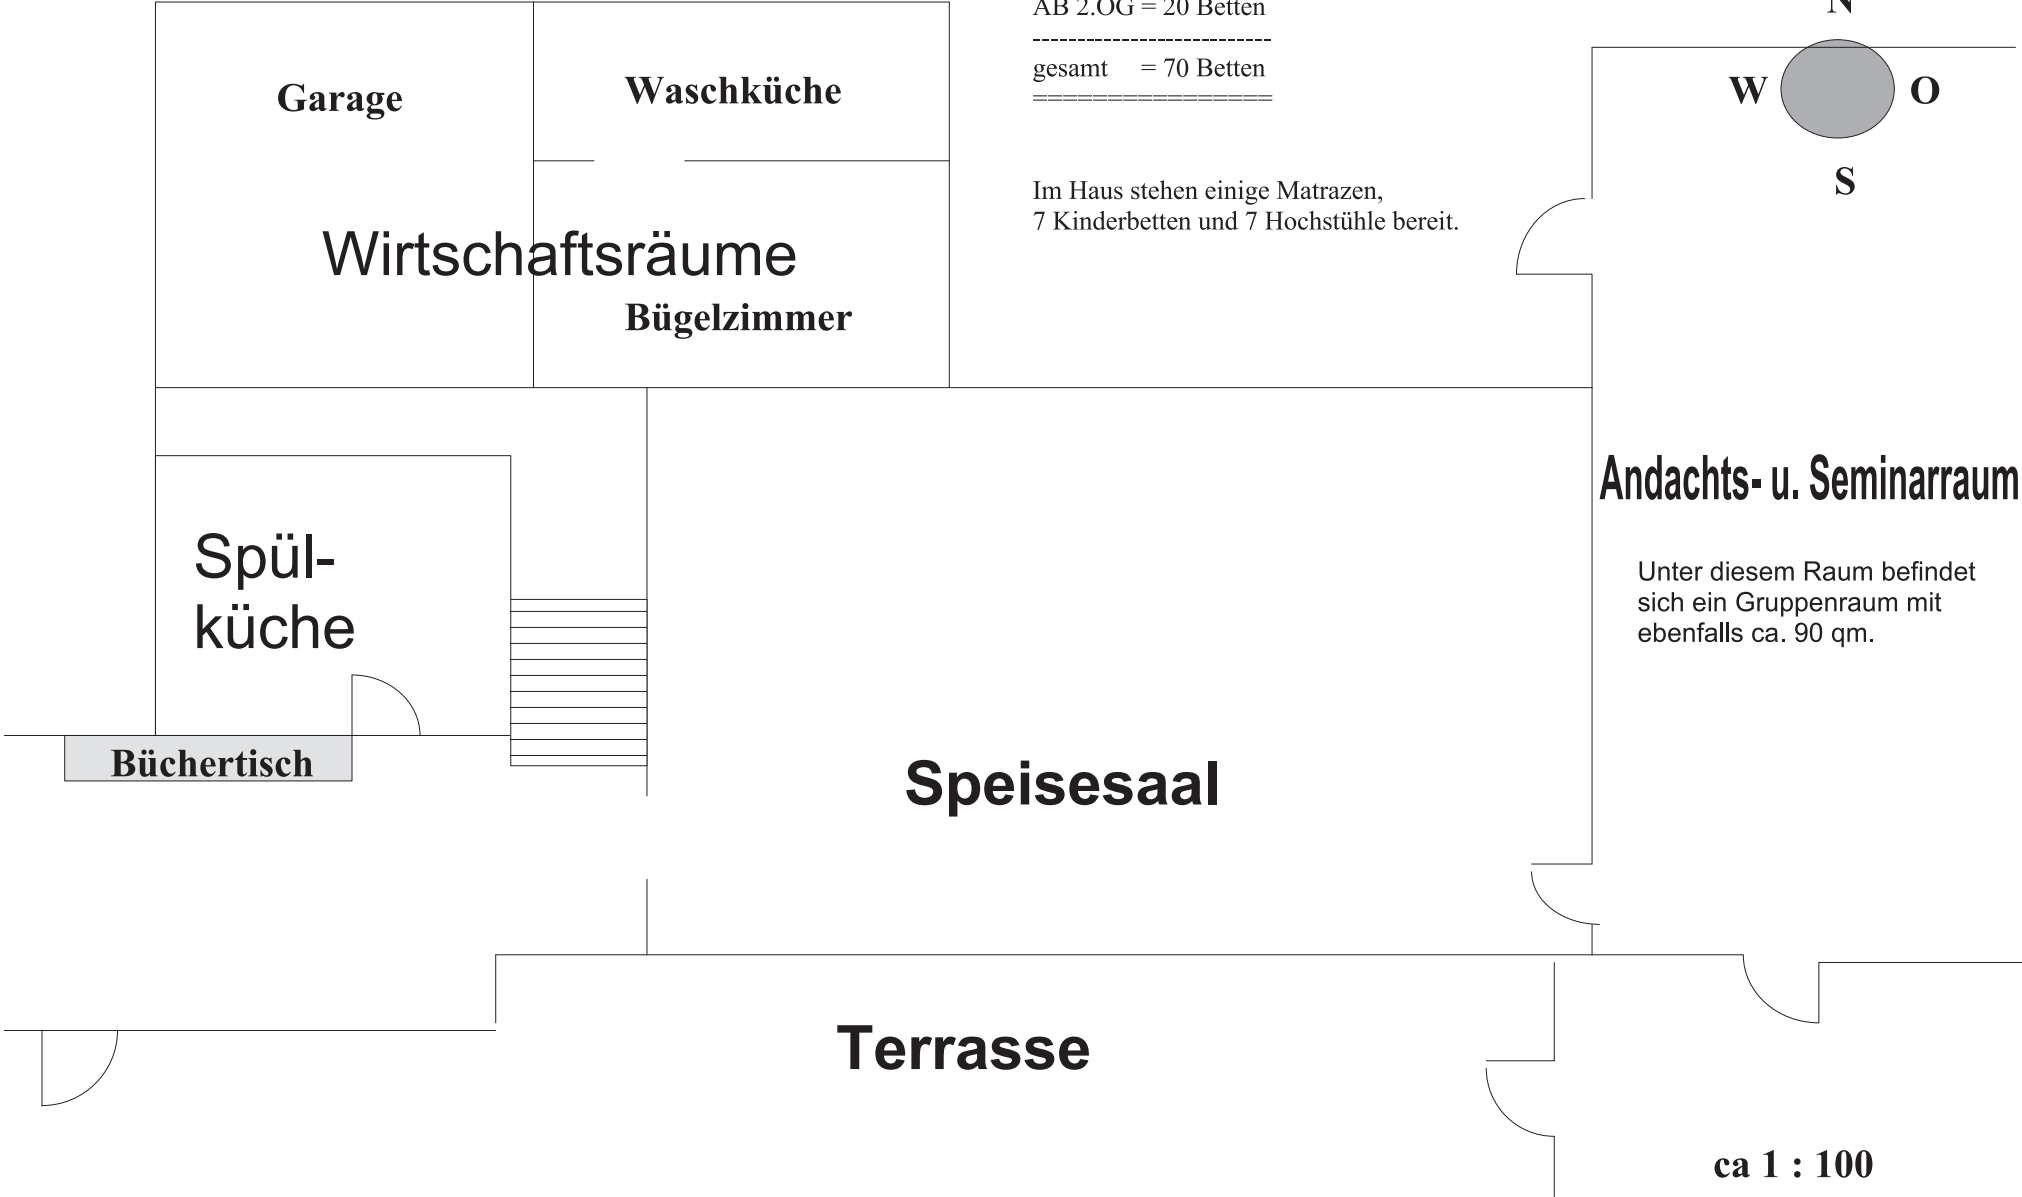 AB 2.OG = 20 Betten
--------------------------
gesamt = 70 Betten
================
Im Haus stehen einige Matrazen,
7 Kinderbetten und 7 Hochstühle bereit.
N
W
O
S
Garage
Waschküche
Wirtschaftsräume
Bügelzimmer
Andachts- u. Seminarraum
Unter diesem Raum befindet
sich ein Gruppenraum mit
ebenfalls ca. 90 qm.
Spül-
küche
Büchertisch
Speisesaal
Terrasse
ca 1 : 100